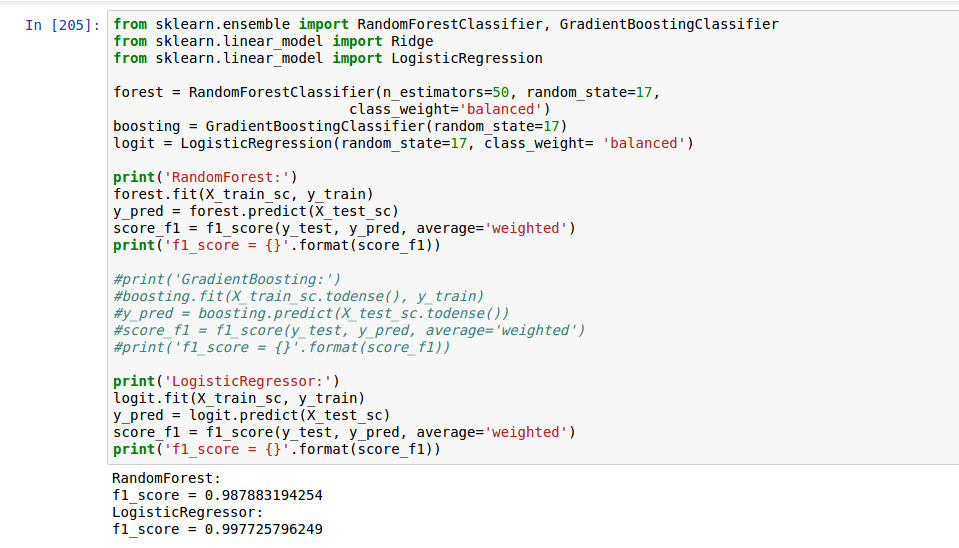 In [205]: from sklearn.ensemble import RandomForestClassifier, GradientBoostingClassifier
from sklearn.linear_model import Ridge
from sklearn.linear_model import LogisticRegression
forest = RandomForestClassifier(n_estimators=50, random_state=17,
class_weight='balanced')
boosting = GradientBoostingClassifier(random_state=17)
logit = LogisticRegression(random_state=17, class_weight= 'balanced')
print('RandomForest:')
forest.fit(X_train_sc, y_train)
y_pred = forest.predict(X_test_sc)
score_f1 = f1_score(y_test, y_pred, average='weighted')
print('f1_score = {}'.format(score_f1))
#print('GradientBoosting:')
#boosting.fit(X_train_sc.todense(), y_train)
#y_pred = boosting.predict(X_test_sc.todense())
#score_f1 = f1_score(y_test, y_pred, average='weighted')
#print('f1_score = {}'.format(score_f1))
print('LogisticRegressor:')
logit.fit(X_train_sc, y_train)
y_pred = logit.predict(X_test_sc)
score_f1 = f1_score(y_test, y_pred, average='weighted')
print('f1_score = {}'.format(score_f1))
RandomForest:
f1_score = 0.987883194254
LogisticRegressor:
f1_score = 0.997725796249